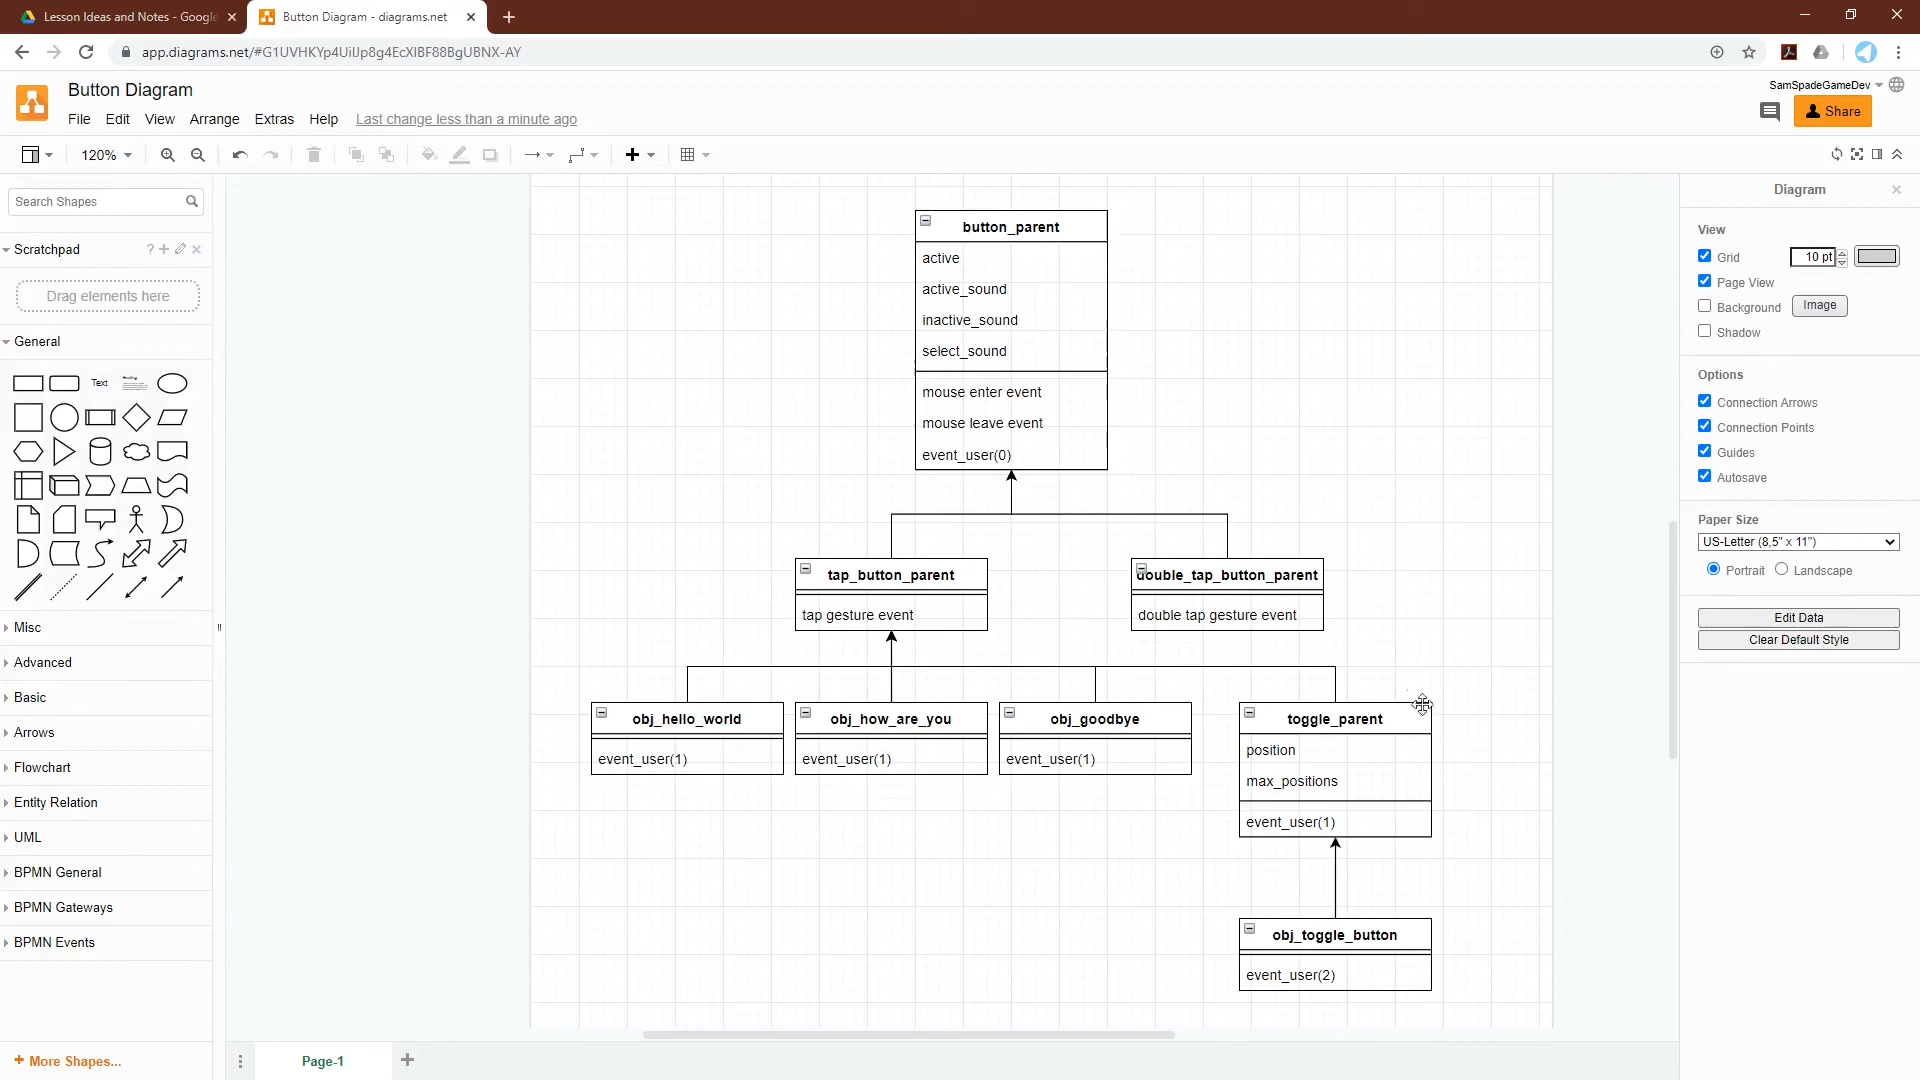 Lesson Ideas and Notes - Google
Button Diagram - diagrams.net
app.diagrams.net/#G1UVHKYp4UiIJp8g4EcXlBF88BgUBNX-AY
Button Diagram
SamSpadeGameDev
File Edit View Arrange Extras Help Last change less than a minute ago
Share
120%
Search Shapes
Scratchpad
?
Drag elements here
General
Text
Heading
Misc
Advanced
Basic
Arrows
Flowchart
Entity Relation
UML
BPMN General
BPMN Gateways
BPMN Events
+ More Shapes...
button_parent
active
active_sound
inactive_sound
select_sound
mouse enter event
mouse leave event
event_user(0)
tap_button_parent
tap gesture event
double_tap_button_parent
double tap gesture event
obj_hello_world
event_user(1)
obj_how_are_you
event_user(1)
obj_goodbye
event_user(1)
toggle_parent
position
max_positions
event_user(1)
obj_toggle_button
event_user(2)
Page-1
Diagram
View
Grid
10 pt
Page View
Background
Image
Shadow
Options
Connection Arrows
Connection Points
Guides
Autosave
Paper Size
US-Letter (8,5" x 11")
Portrait
Landscape
Edit Data
Clear Default Style